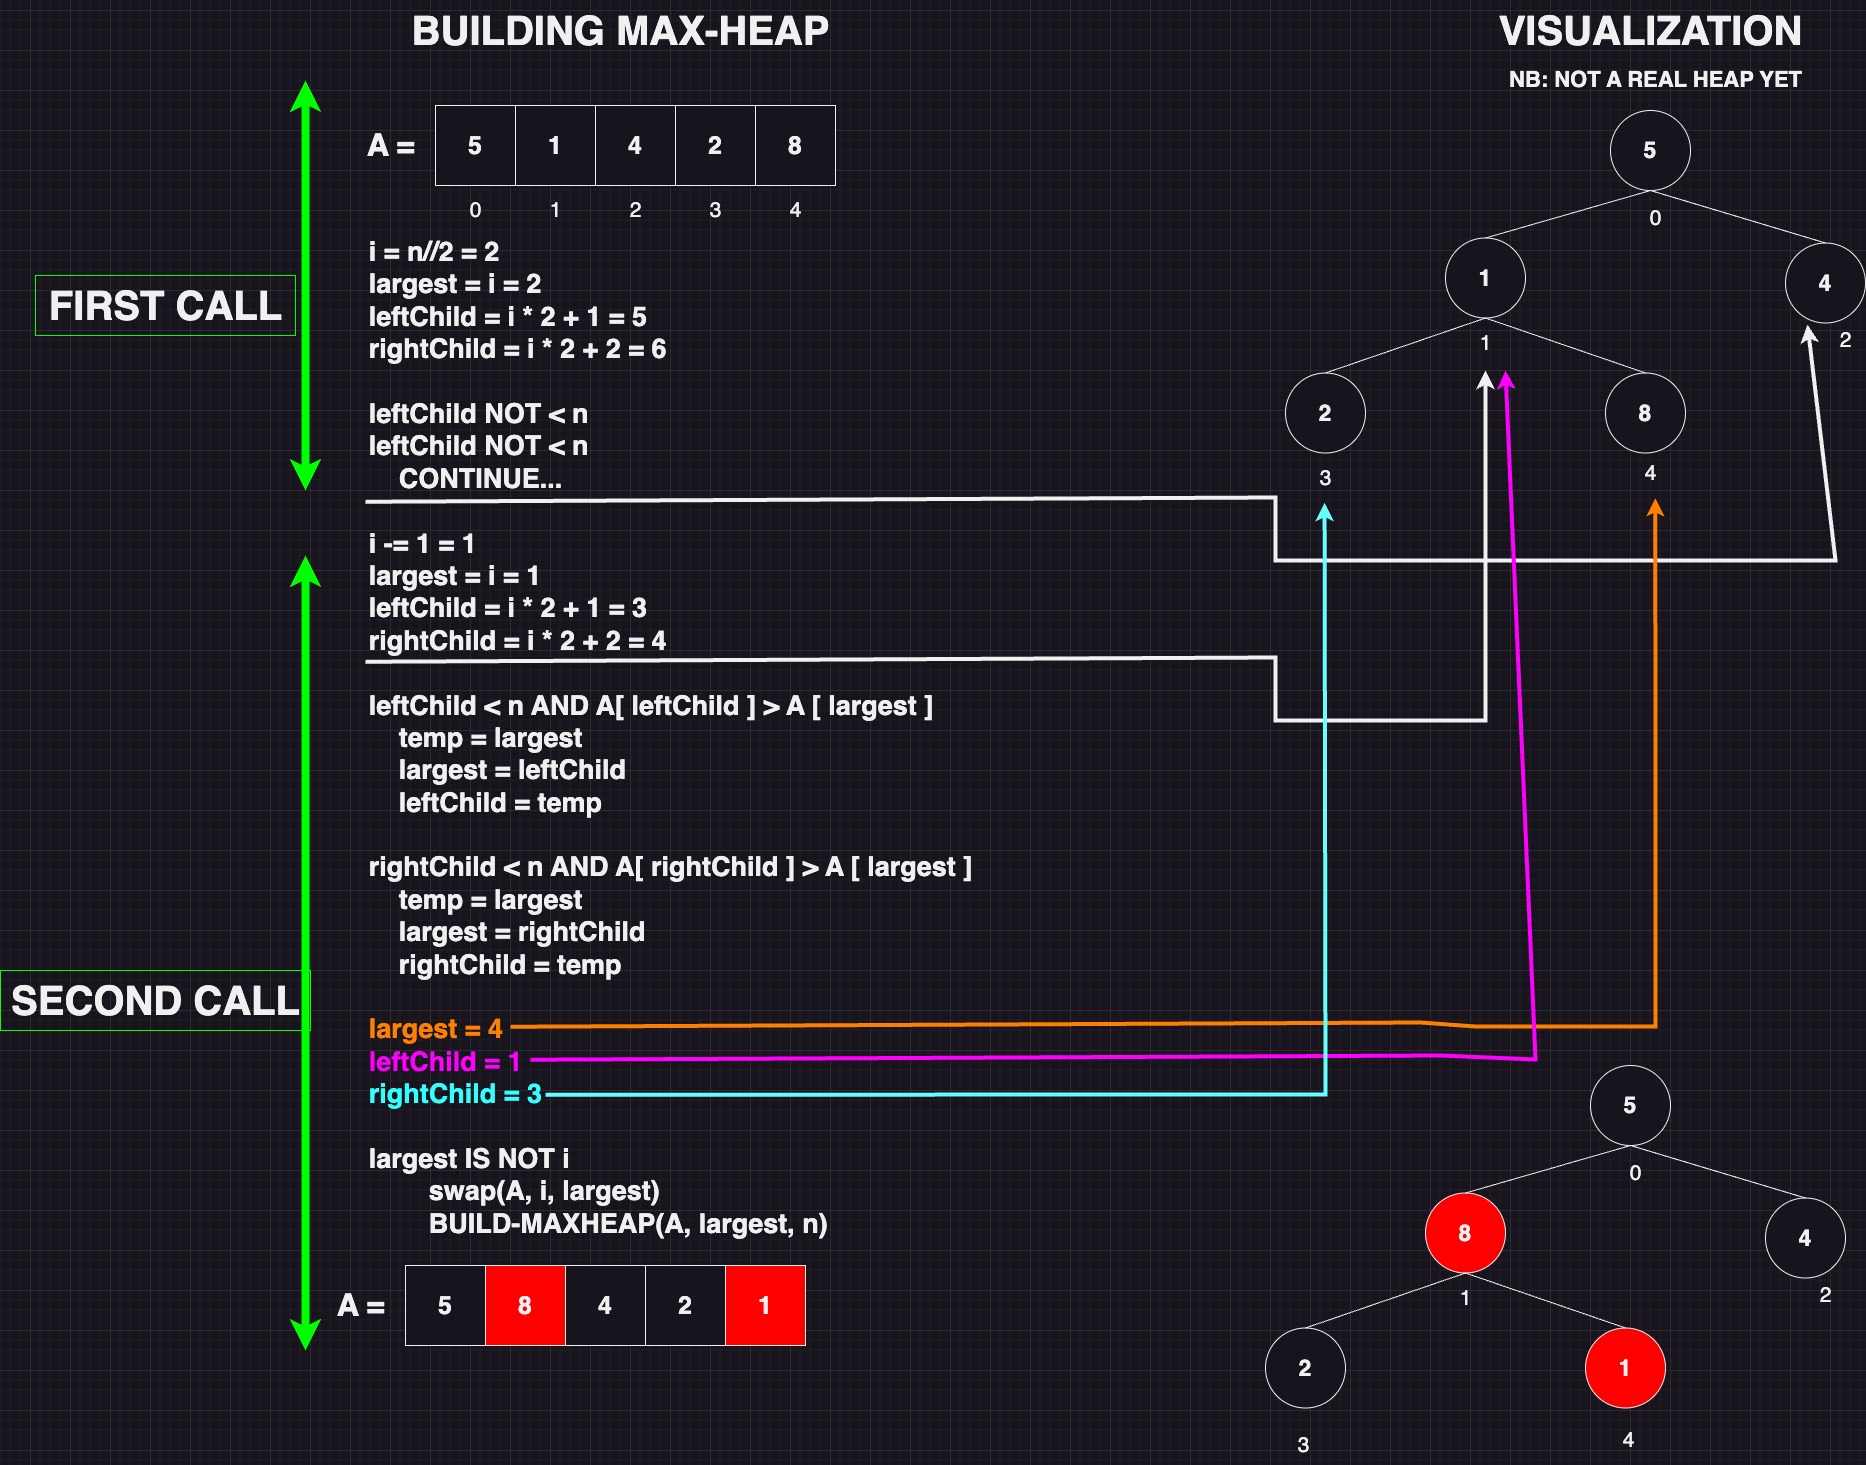 BUILDING MAX-HEAP
VISUALIZATION
NB: NOT A REAL HEAP YET
A = 5 1 4 2 8
0 1 2 3 4
FIRST CALL
i = n//2 = 2
largest = i = 2
leftChild = i * 2 + 1 = 5
rightChild = i * 2 + 2 = 6
leftChild NOT < n
leftChild NOT < n
CONTINUE...
5
0
1
4
1
2
2
8
3
4
SECOND CALL
i -= 1 = 1
largest = i = 1
leftChild = i * 2 + 1 = 3
rightChild = i * 2 + 2 = 4
leftChild < n AND A[ leftChild ] > A [ largest ]
temp = largest
largest = leftChild
leftChild = temp
rightChild < n AND A[ rightChild ] > A [ largest ]
temp = largest
largest = rightChild
rightChild = temp
largest = 4
leftChild = 1
rightChild = 3
largest IS NOT i
swap(A, i, largest)
BUILD-MAXHEAP(A, largest, n)
A = 5 8 4 2 1
5
0
8
4
1
2
2
1
3
4